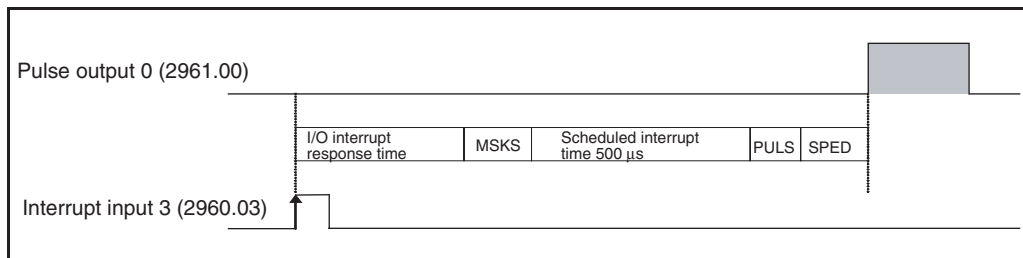 Pulse output 0 (2961.00)
I/O interrupt
response time
MSKS
Scheduled interrupt
time 500 µs
PULS
SPED
Interrupt input 3 (2960.03)